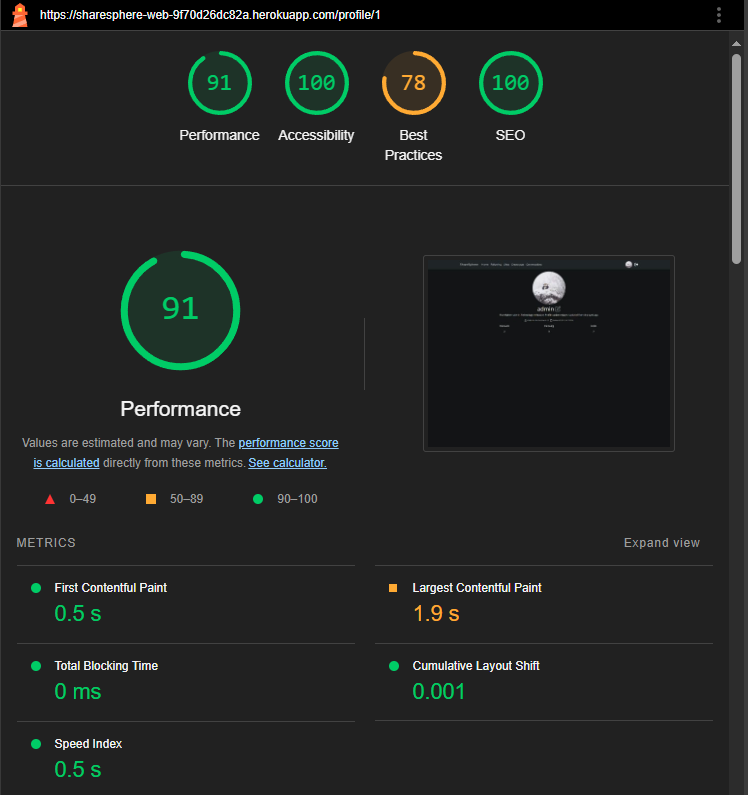 https://sharesphere-web-9f70d26dc82a.herokuapp.com/profile/1
91
100
78
100
Performance
Accessibility
Best
Practices
SEO
91
admin
Performance
Values are estimated and may vary. The performance score
is calculated directly from these metrics. See calculator.
0–49
50–89
90–100
METRICS
Expand view
First Contentful Paint
0.5 s
Largest Contentful Paint
1.9 s
Total Blocking Time
0 ms
Cumulative Layout Shift
0.001
Speed Index
0.5 s